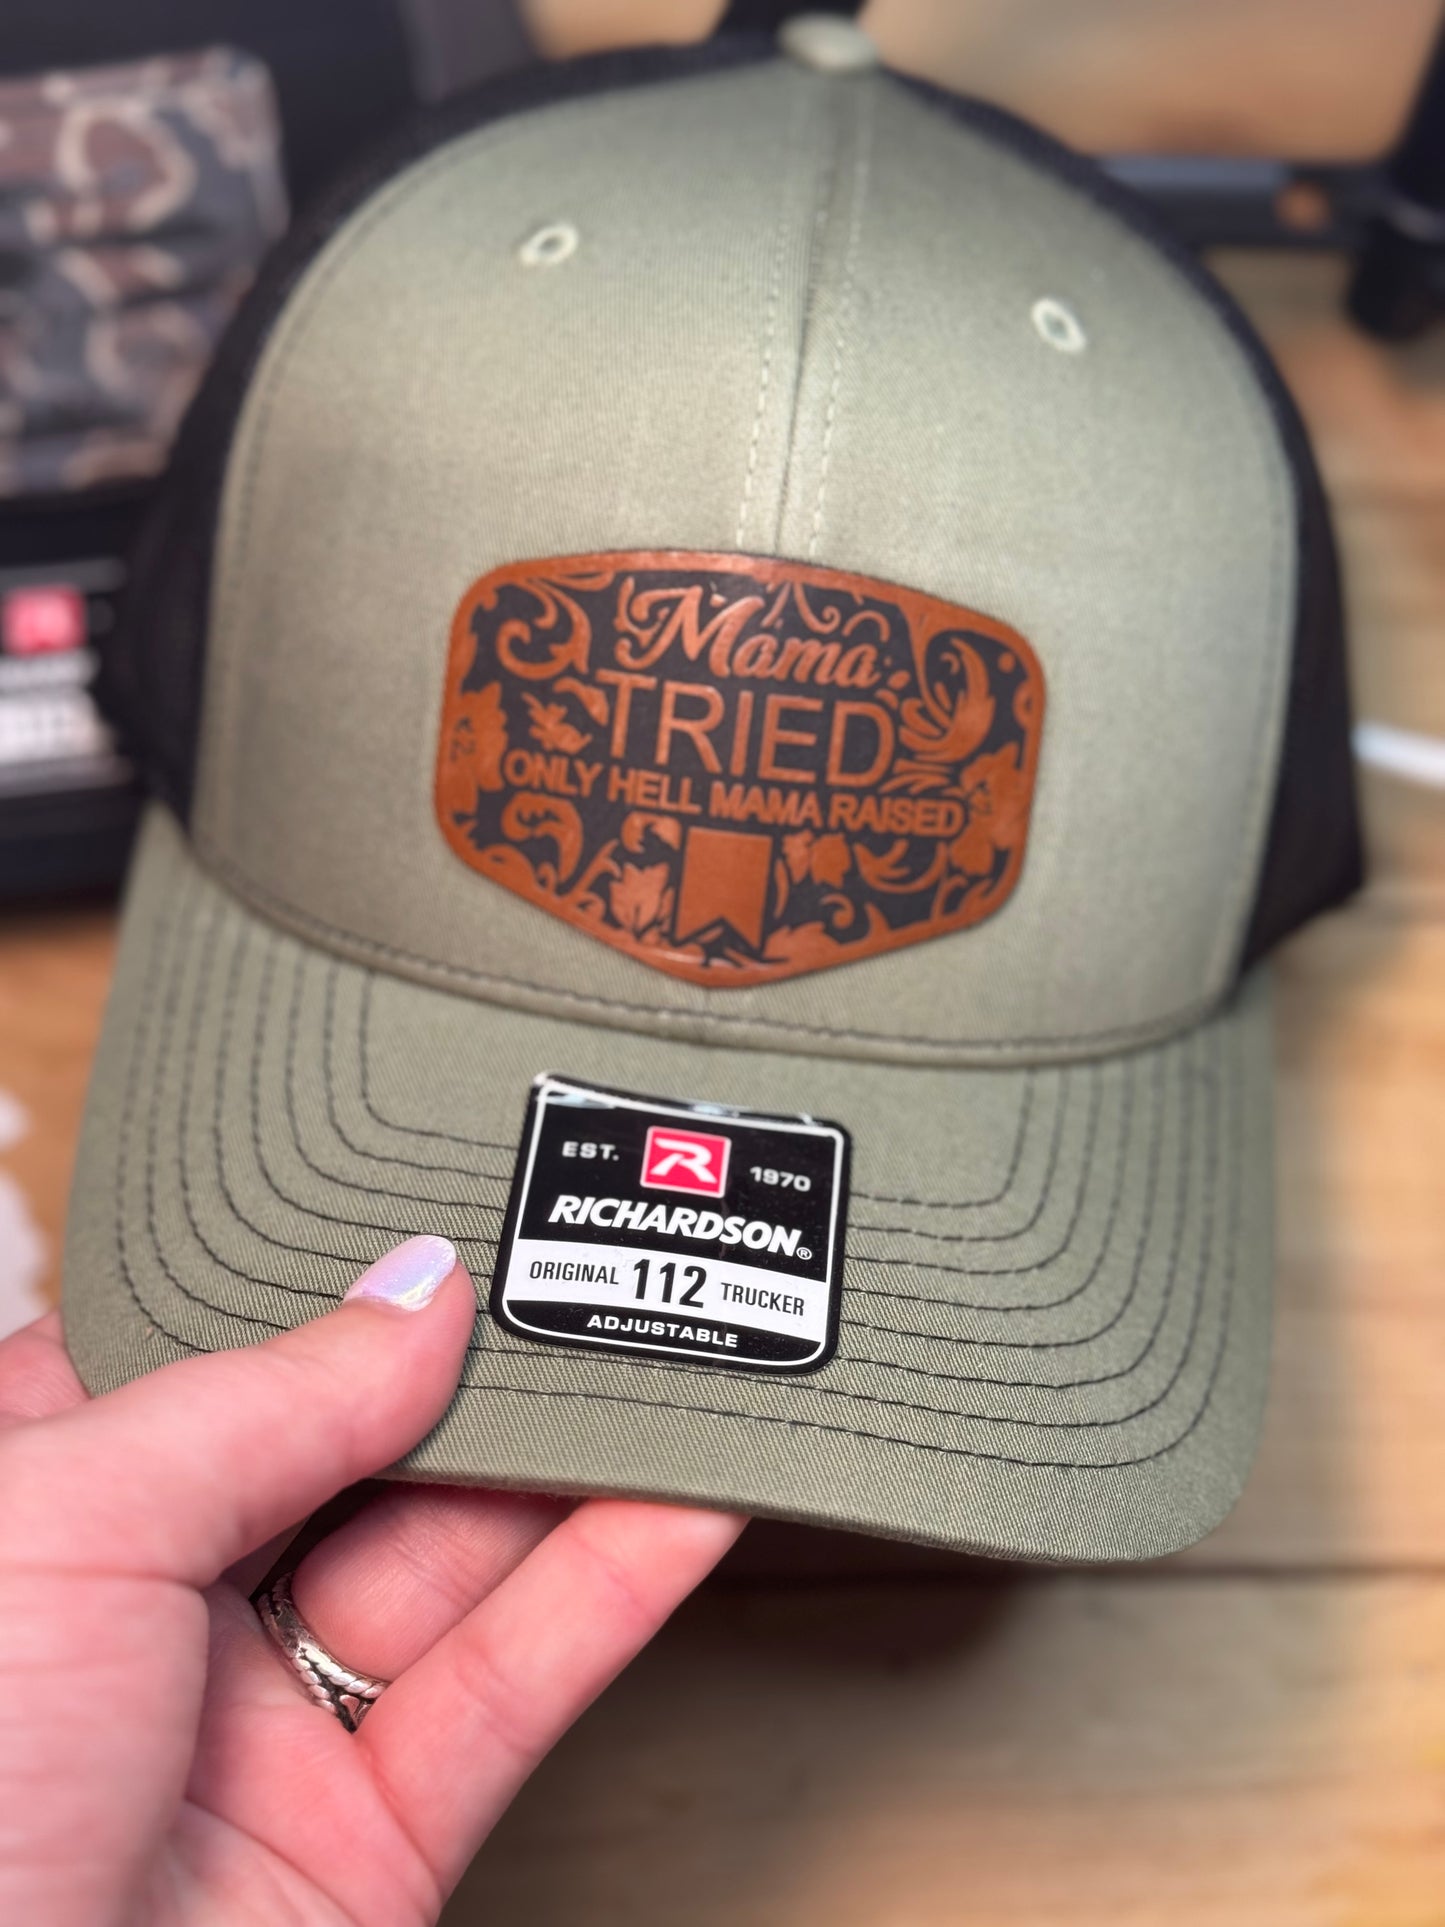 Mama
TRIED
ONLY HELL MAMA RAISED
EST. R 1970
RICHARDSON®
ORIGINAL 112 TRUCKER
ADJUSTABLE